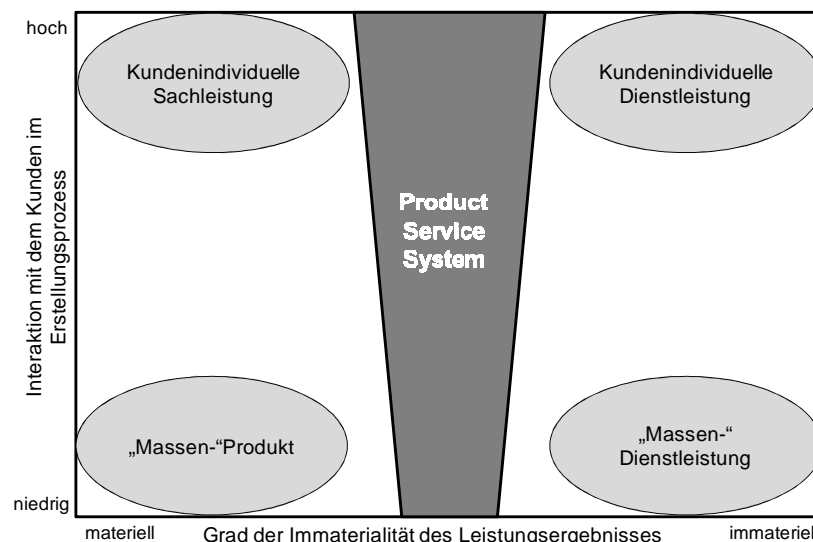 hoch
Kundenindividuelle
Sachleistung
Kundenindividuelle
Dienstleistung
Interaktion mit dem Kunden im
Erstellungsprozess
Product
Service
System
„Massen-“Produkt
„Massen-“
Dienstleistung
niedrig
materiell
Grad der Immaterialität des Leistungsergebnisses
immateriell